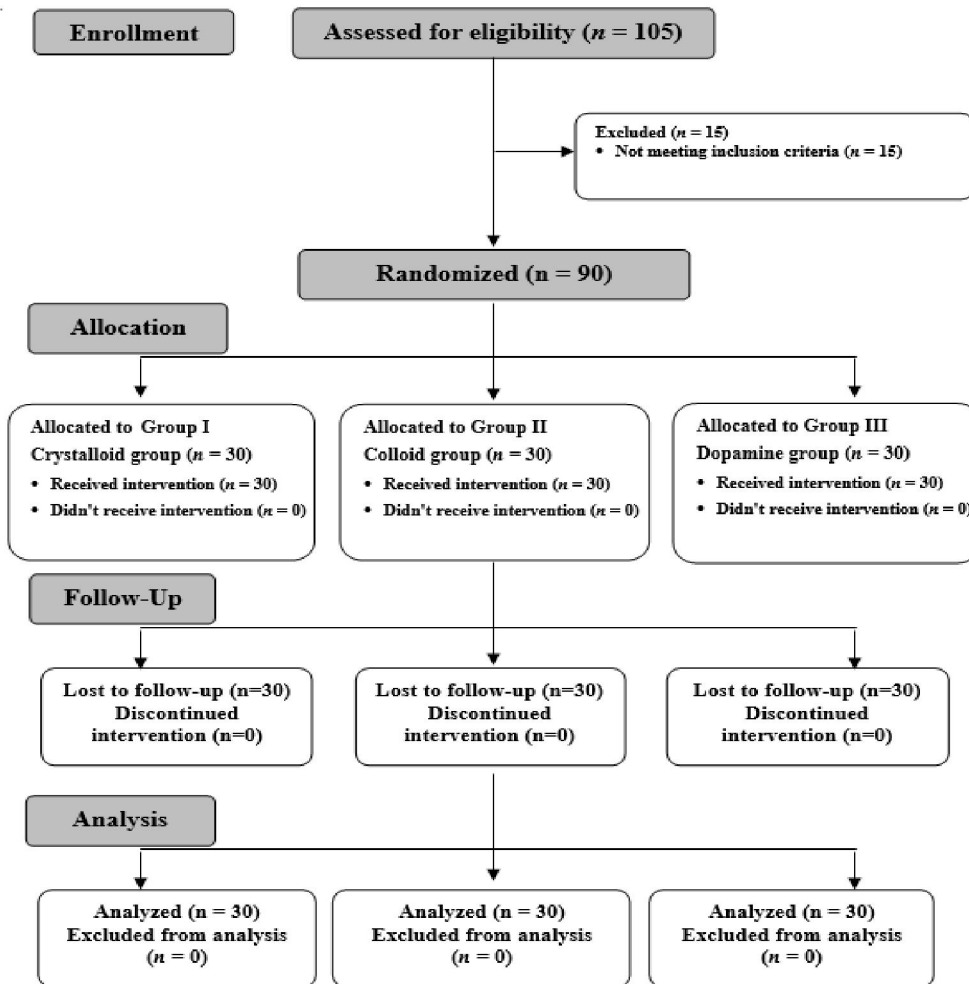 Enrollment
Assessed for eligibility (n = 105)
Excluded (n = 15)
• Not meeting inclusion criteria (n = 15)
Randomized (n = 90)
Allocation
Allocated to Group I
Crystalloid group (n = 30)
• Received intervention (n = 30)
• Didn't receive intervention (n = 0)
Allocated to Group II
Colloid group (n = 30)
• Received intervention (n = 30)
• Didn't receive intervention (n = 0)
Allocated to Group III
Dopamine group (n = 30)
• Received intervention (n = 30)
• Didn't receive intervention (n = 0)
Follow-Up
Lost to follow-up (n=30)
Discontinued
intervention (n=0)
Lost to follow-up (n=30)
Discontinued
intervention (n=0)
Lost to follow-up (n=30)
Discontinued
intervention (n=0)
Analysis
Analyzed (n = 30)
Excluded from analysis
(n = 0)
Analyzed (n = 30)
Excluded from analysis
(n = 0)
Analyzed (n = 30)
Excluded from analysis
(n = 0)